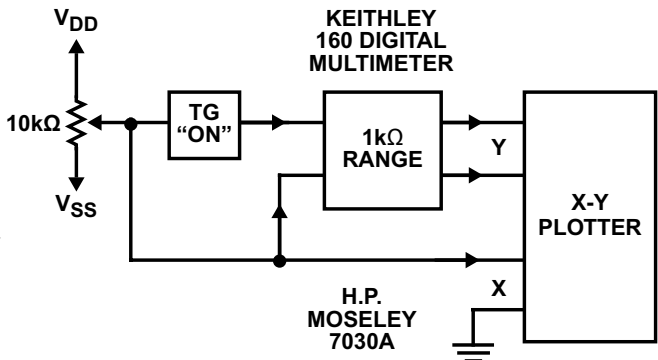 KEITHLEY
160 DIGITAL
MULTIMETER
VDD
10kΩ
VSS
TG
“ON”
1kΩ
RANGE
Y
X-Y
PLOTTER
X
H.P.
MOSELEY
7030A